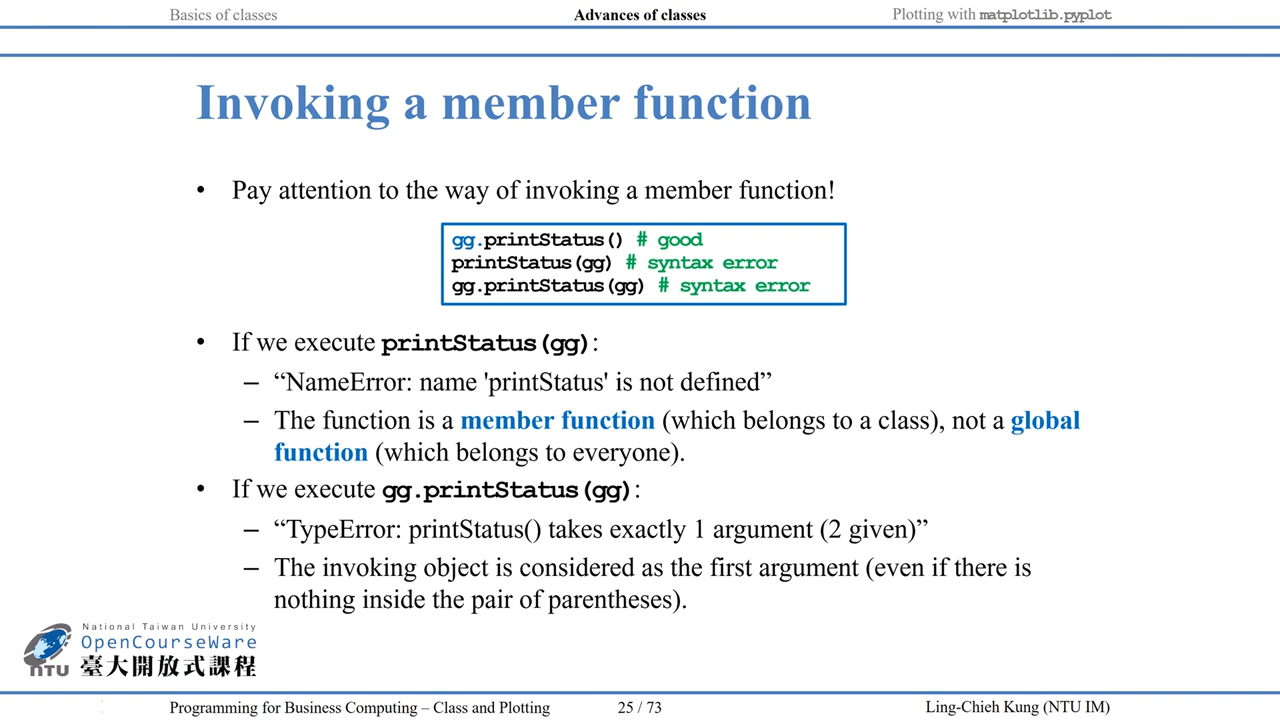 Basics of classes
Advances of classes
Plotting with matplotlib.pyplot
Invoking a member function
• Pay attention to the way of invoking a member function!
gg.printStatus() # good
printStatus(gg) # syntax error
gg.printStatus(gg) # syntax error
• If we execute printStatus(gg):
– “NameError: name 'printStatus' is not defined”
– The function is a member function (which belongs to a class), not a global
function (which belongs to everyone).
• If we execute gg.printStatus(gg):
– “TypeError: printStatus() takes exactly 1 argument (2 given)”
– The invoking object is considered as the first argument (even if there is
nothing inside the pair of parentheses).
National Taiwan University
OpenCourseWare
NTU 臺大開放式課程
Programming for Business Computing – Class and Plotting
25 / 73
Ling-Chieh Kung (NTU IM)